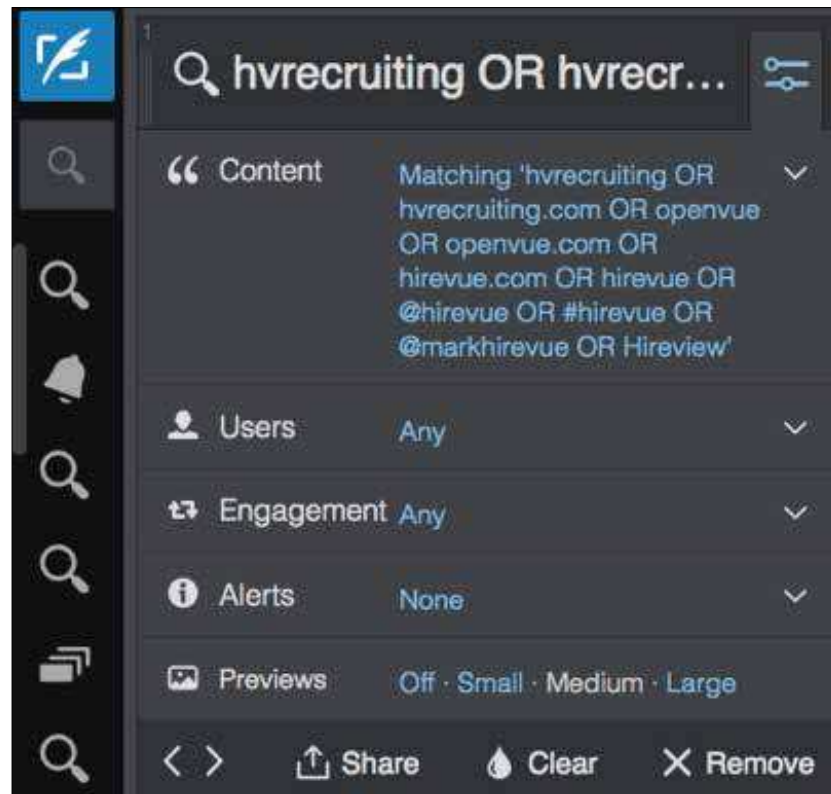 1
hvrecruiting OR hvrecr...
Content
Matching 'hvrecruiting OR
hvrecruiting.com OR openvue
OR openvue.com OR
hirevue.com OR hirevue OR
@hirevue OR #hirevue OR
@markhirevue OR Hireview'
Users Any
Engagement Any
Alerts None
Previews Off · Small · Medium · Large
Share Clear Remove